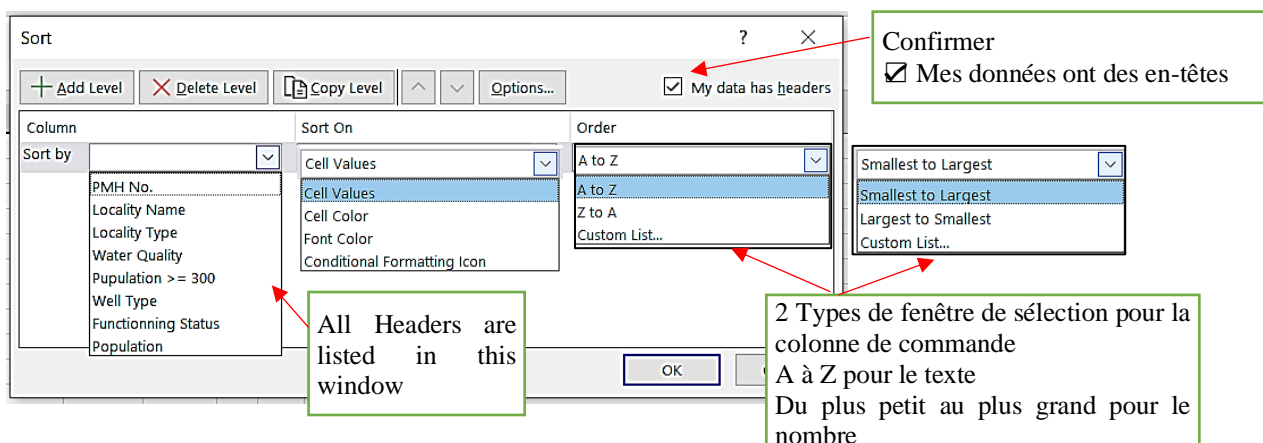 Sort ? ×
Add Level Delete Level Copy Level Options... My data has headers
Column Sort On Order
Sort by Cell Values A to Z
PMH No.
Locality Name
Locality Type
Water Quality
Pupulation >= 300
Well Type
Functionning Status
Population
Cell Values
Cell Color
Font Color
Conditional Formatting Icon
A to Z
Z to A
Custom List...
Smallest to Largest
Smallest to Largest
Largest to Smallest
Custom List...
Confirmer
☑ Mes données ont des en-têtes
All Headers are
listed in this
window
2 Types de fenêtre de sélection pour la
colonne de commande
A à Z pour le texte
Du plus petit au plus grand pour le
nombre
OK